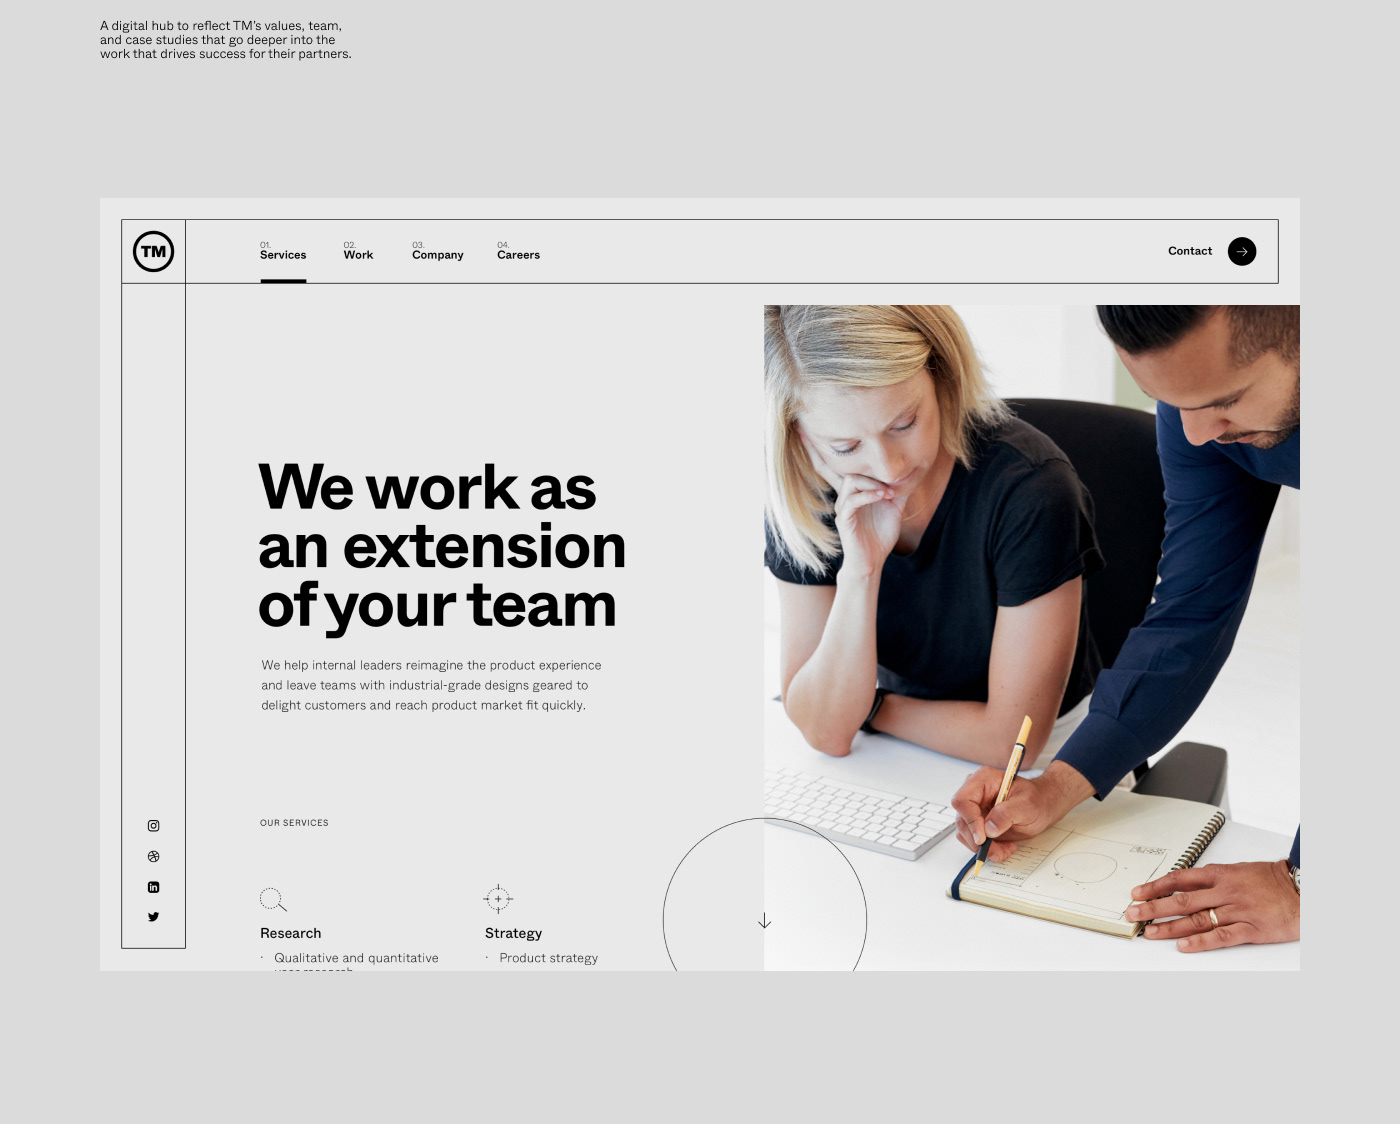 A digital hub to reflect TM's values, team,
and case studies that go deeper into the
work that drives success for their partners.
TM
01.
Services
02.
Work
03.
Company
04.
Careers
Contact
We work as
an extension
of your team
We help internal leaders reimagine the product experience
and leave teams with industrial-grade designs geared to
delight customers and reach product market fit quickly.
OUR SERVICES
Research
· Qualitative and quantitative
Strategy
· Product strategy